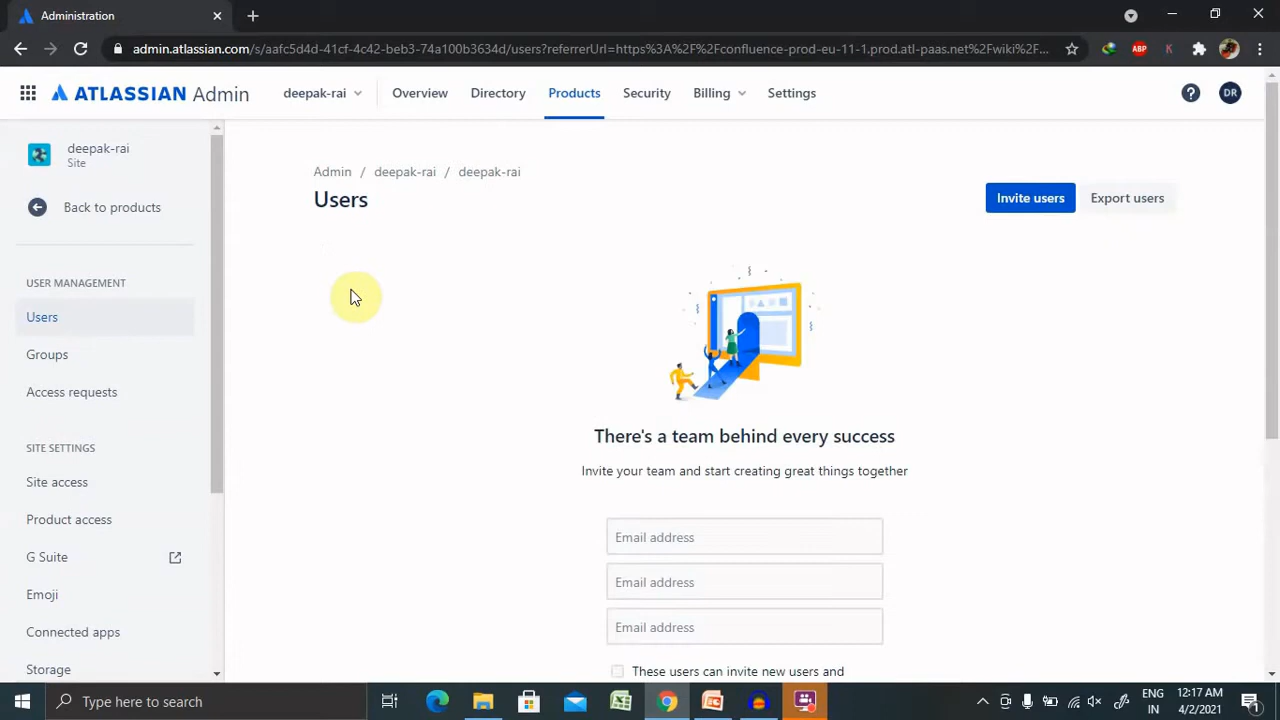 Administration
admin.atlassian.com/s/aafc5d4d-41cf-4c42-beb3-74a100b3634d/users?referrerUrl=https%3A%2F%2Fconfluence-prod-eu-11-1.prod.atl-paas.net%2Fwiki%2F...
ABP
K
ATLASSIAN Admin
deepak-rai
Overview
Directory
Products
Security
Billing
Settings
DR
deepak-rai
Site
Back to products
USER MANAGEMENT
Users
Groups
Access requests
SITE SETTINGS
Site access
Product access
G Suite
Emoji
Connected apps
Storage
Admin / deepak-rai / deepak-rai
Users
Invite users
Export users
There's a team behind every success
Invite your team and start creating great things together
Email address
Email address
Email address
These users can invite new users and
Type here to search
ENG
IN
12:17 AM
4/2/2021
1